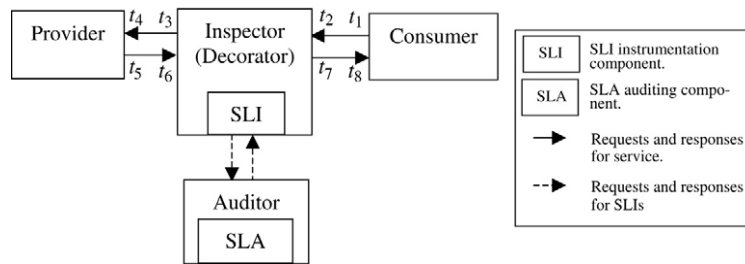 Provider
t4 t3
t5 t6
Inspector
(Decorator)
SLI
t2 t1
t7 t8
Consumer
Auditor
SLA
SLI
SLI instrumentation
component.
SLA
SLA auditing compo-
nent.
Requests and responses
for service.
Requests and responses
for SLIs